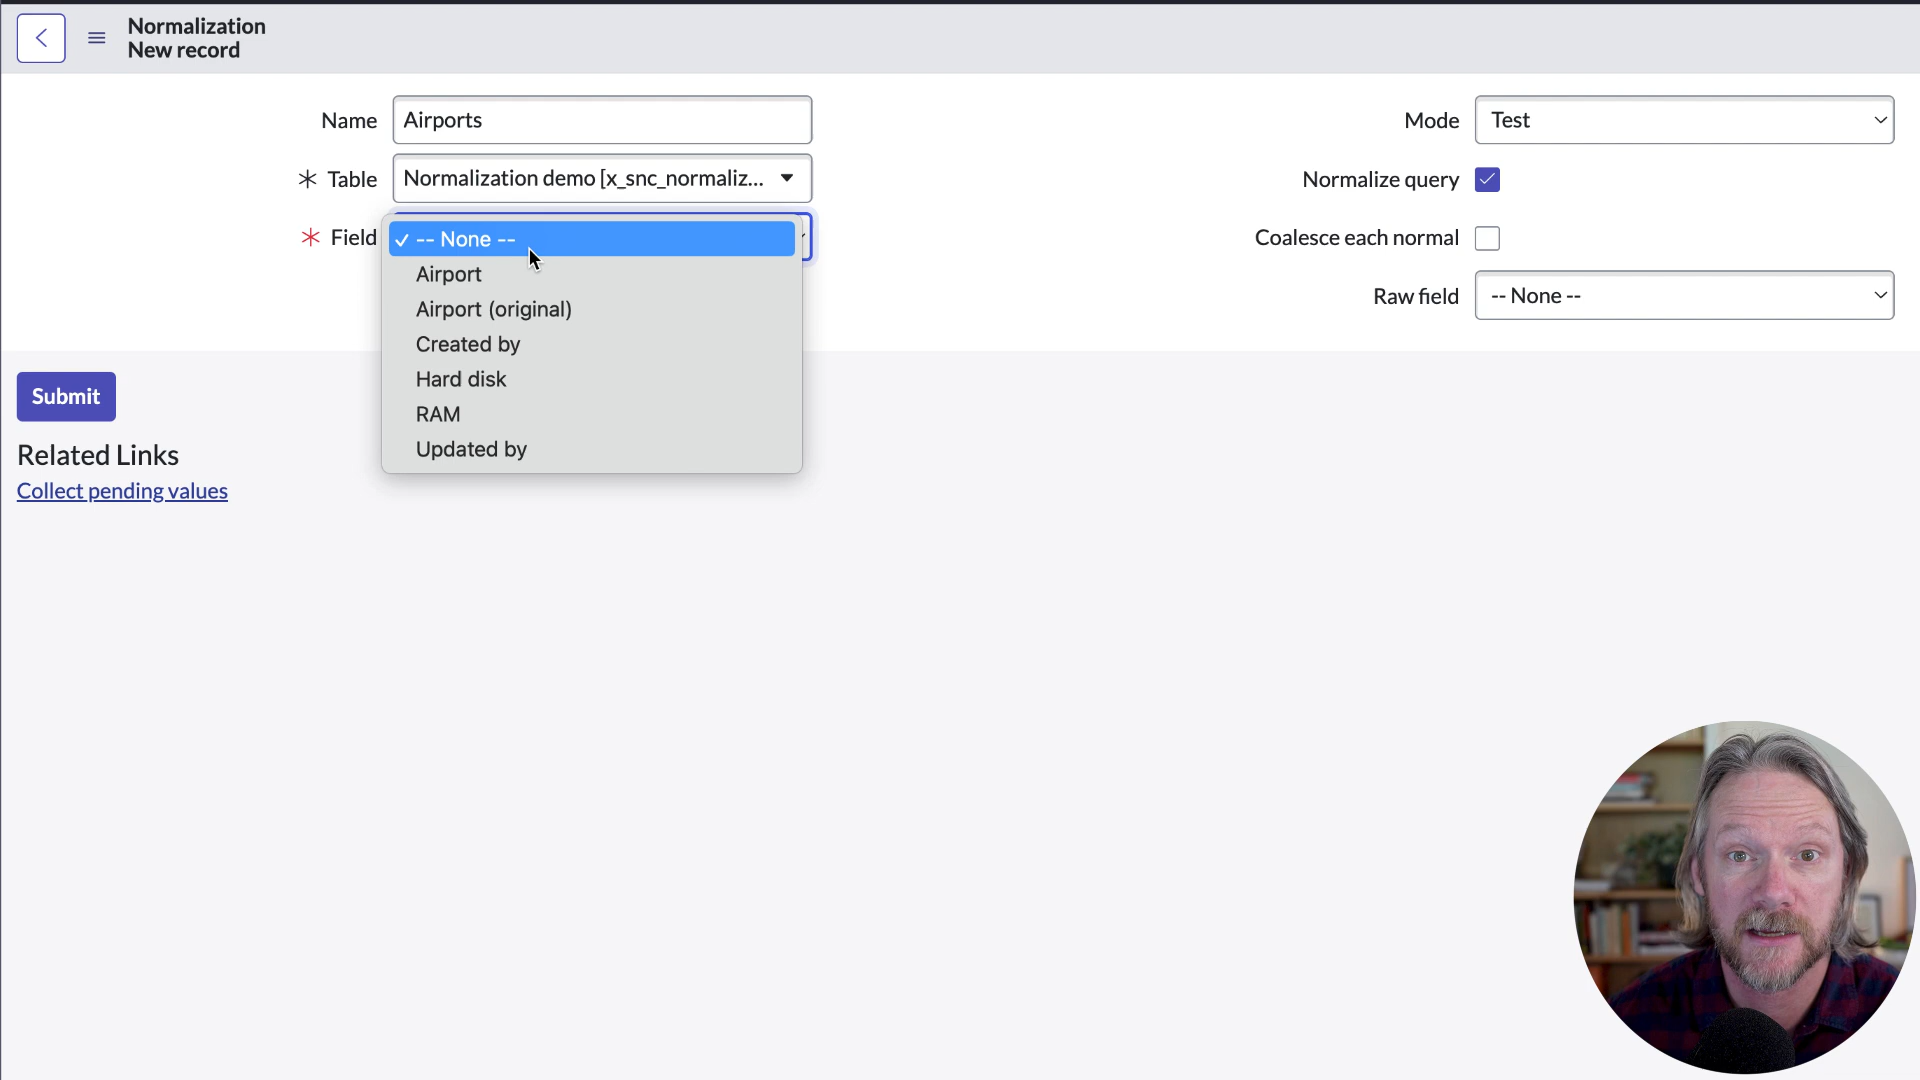 Normalization
New record
Name
Airports
Mode
Test
Table
Normalization demo [x_snc_normaliz...
Normalize query
Field
-- None --
Airport
Airport (original)
Created by
Hard disk
RAM
Updated by
Coalesce each normal
Raw field
-- None --
Submit
Related Links
Collect pending values